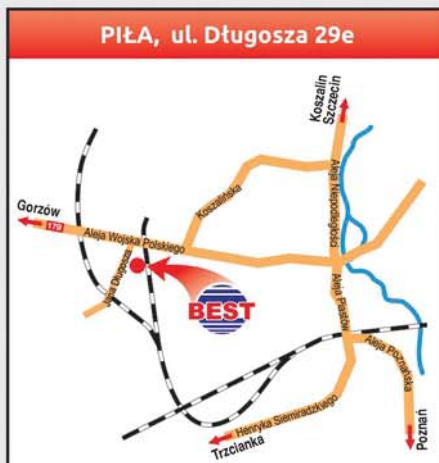 PIŁA, ul. Długosza 29e
Koszalin
Szczecin
Gorzów
179
Aleja Wojska Polskiego
Koszalińska
Aleja Niepodległości
Jana Długosza
BEST
Aleja Piastów
Aleja Poznańska
Henryka Siemiradzkiego
Trzcianka
Poznań